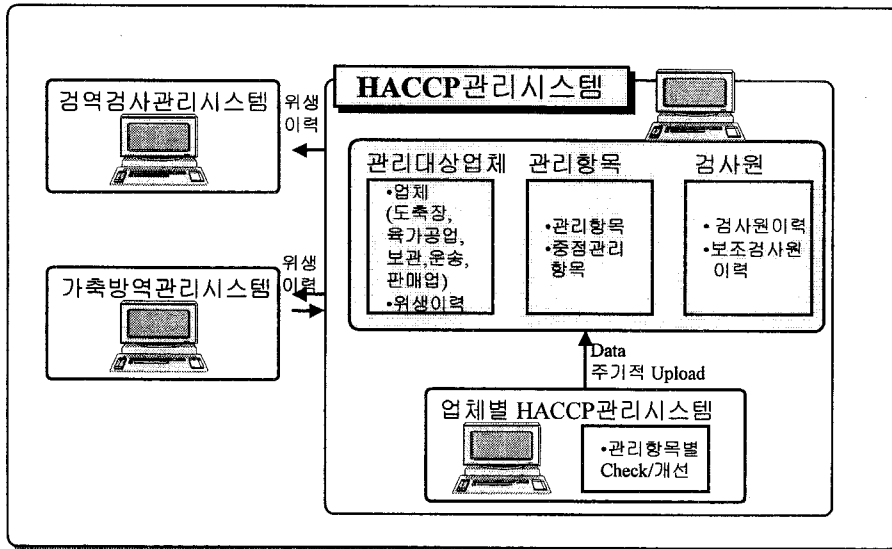 HACCP관리시스템
검역검사관리시스템
위생
이력
관리대상업체
•업체
(도축장,
육가공업,
보관,운송,
판매업)
•위생이력
관리항목
•관리항목
•중점관리
항목
검사원
• 검사원이력
•보조검사원
이력
가축방역관리시스템
위생
이력
Data
주기적 Upload
업체별 HACCP관리시스템
•관리항목별
Check/개선